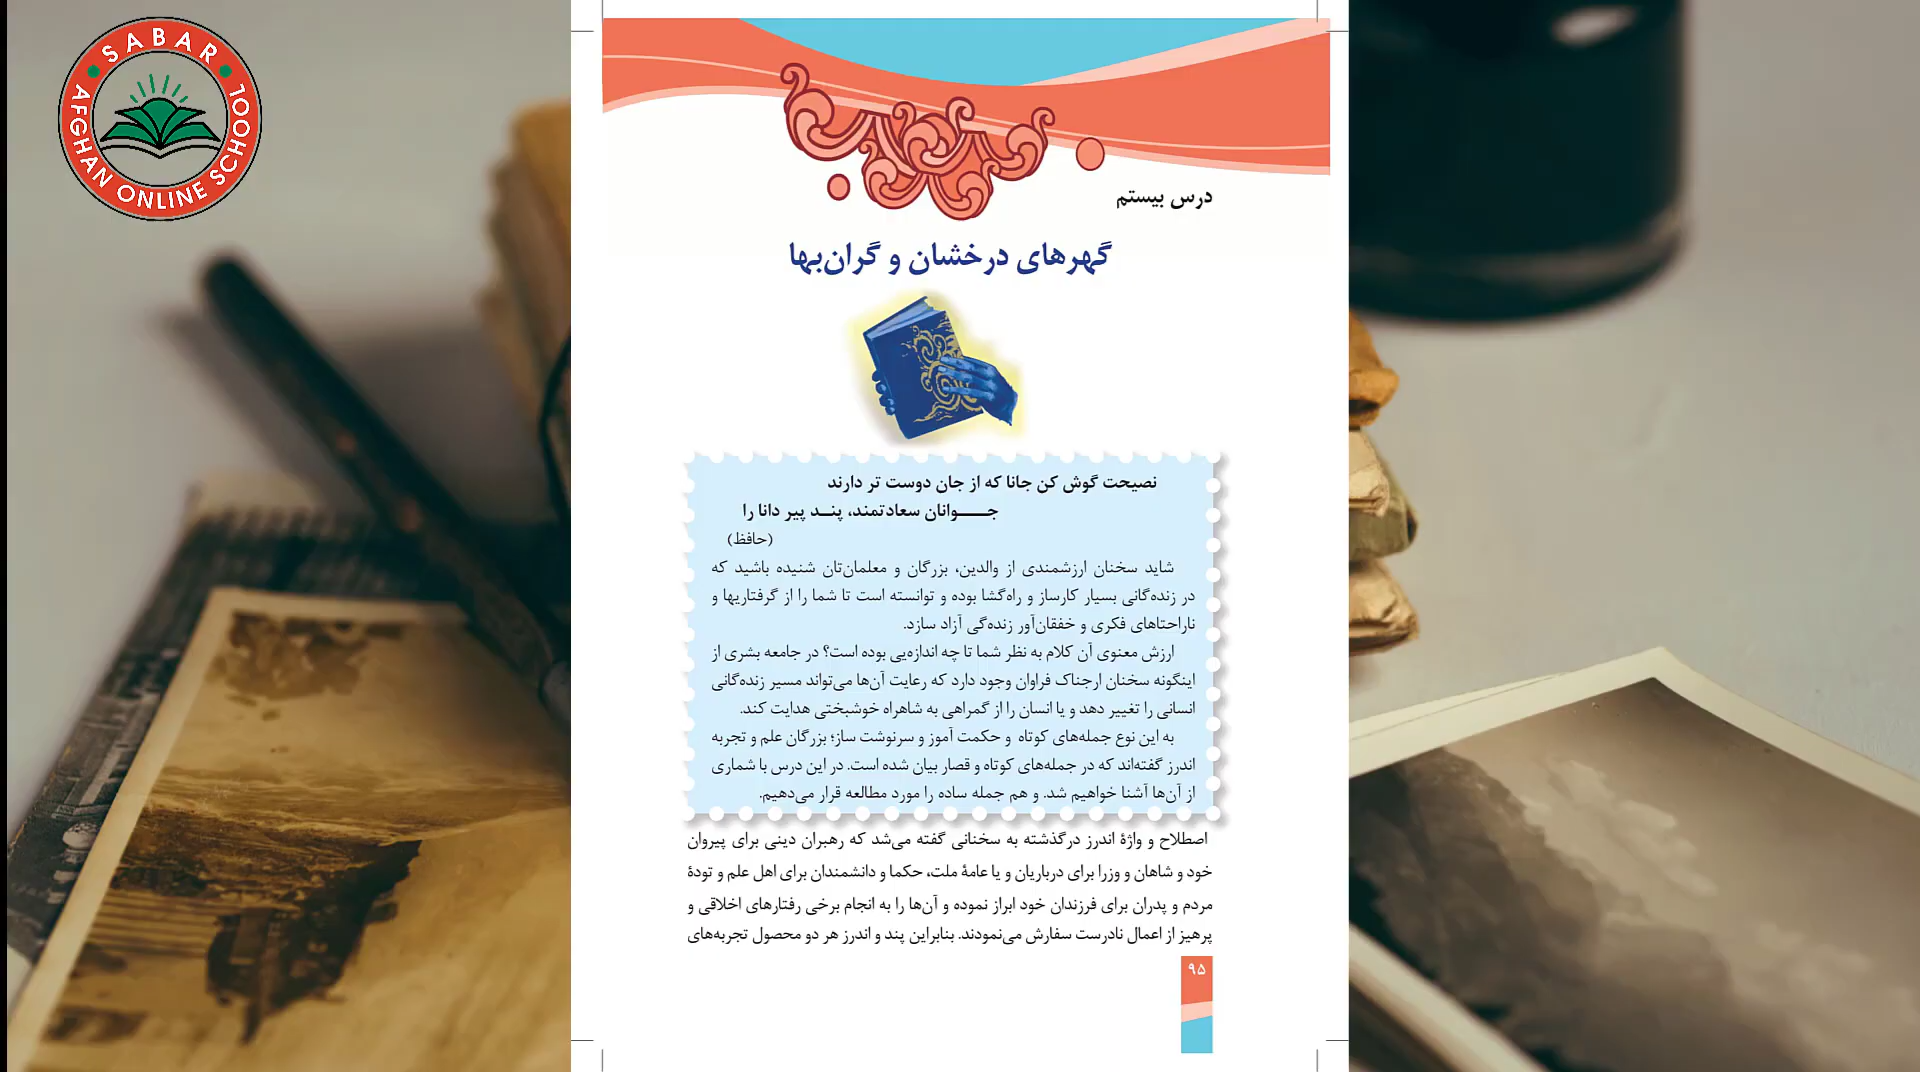 SABAR
AFGHAN ONLINE SCHOOL
درس بیستم
گهرهای درخشان و گران‌بها
نصیحت گوش کن جانا که از جان دوست تر دارند
جـــوانان سعادتمند، پنـد پیر دانا را
(حافظ)
شاید سخنان ارزشمندی از والدین، بزرگان و معلمان‌تان شنیده باشید که
در زنده‌گانی بسیار کارساز و راه‌گشا بوده و توانسته است تا شما را از گرفتاریها و
ناراحتاهای فکری و خفقان‌آور زنده‌گی آزاد سازد.
ارزش معنوی آن کلام به نظر شما تا چه اندازه‌یی بوده است؟ در جامعه بشری از
اینگونه سخنان ارجناک فراوان وجود دارد که رعایت آن‌ها می‌تواند مسیر زنده‌گانی
انسانی را تغییر دهد و یا انسان را از گمراهی به شاهراه خوشبختی هدایت کند.
به این نوع جمله‌های کوتاه و حکمت آموز و سرنوشت ساز؛ بزرگان علم و تجربه
اندرز گفته‌اند که در جمله‌های کوتاه و قصار بیان شده است. در این درس با شماری
از آن‌ها آشنا خواهیم شد. و هم جمله ساده را مورد مطالعه قرار می‌دهیم.
اصطلاح و واژهٔ اندرز درگذشته به سخنانی گفته می‌شد که رهبران دینی برای پیروان
خود و شاهان و وزرا برای درباریان و یا عامهٔ ملت، حکما و دانشمندان برای اهل علم و تودهٔ
مردم و پدران برای فرزندان خود ابراز نموده و آن‌ها را به انجام برخی رفتارهای اخلاقی و
پرهیز از اعمال نادرست سفارش می‌نمودند. بنابراین پند و اندرز هر دو محصول تجربه‌های
۹۵